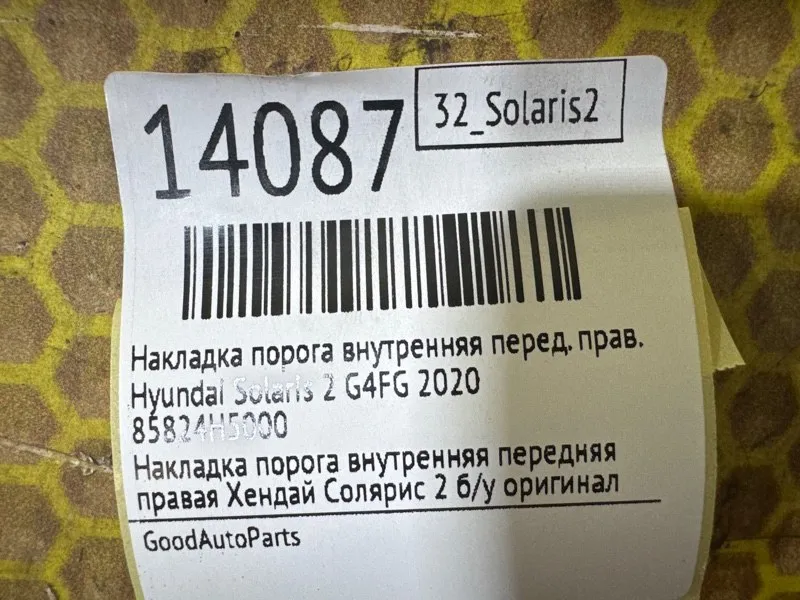 14087
32_Solaris2
Накладка порога внутренняя перед. прав.
Hyundai Solaris 2 G4FG 2020
85824H5000
Накладка порога внутренняя передняя
правая Хендай Солярис 2 б/у оригинал
GoodAutoParts